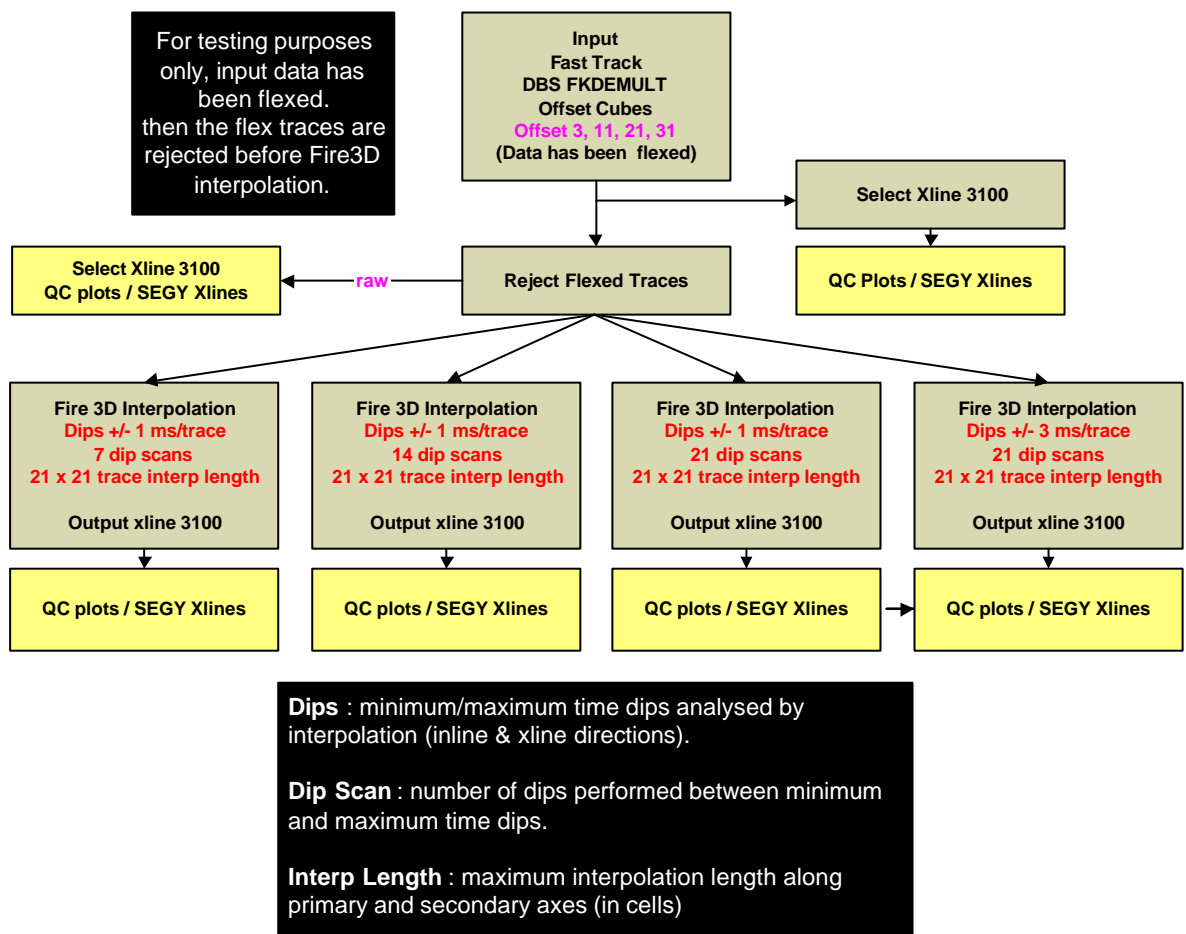 For testing purposes
only, input data has
been flexed.
then the flex traces are
rejected before Fire3D
interpolation.
Input
Fast Track
DBS FKDEMULT
Offset Cubes
Offset 3, 11, 21, 31
(Data has been flexed)
Select Xline 3100
QC Plots / SEGY Xlines
Select Xline 3100
QC plots / SEGY Xlines
raw
Reject Flexed Traces
Fire 3D Interpolation
Dips +/- 1 ms/trace
7 dip scans
21 x 21 trace interp length
Output xline 3100
Fire 3D Interpolation
Dips +/- 1 ms/trace
14 dip scans
21 x 21 trace interp length
Output xline 3100
Fire 3D Interpolation
Dips +/- 1 ms/trace
21 dip scans
21 x 21 trace interp length
Output xline 3100
Fire 3D Interpolation
Dips +/- 3 ms/trace
21 dip scans
21 x 21 trace interp length
Output xline 3100
QC plots / SEGY Xlines
QC plots / SEGY Xlines
QC plots / SEGY Xlines
QC plots / SEGY Xlines
Dips : minimum/maximum time dips analysed by
interpolation (inline & xline directions).
Dip Scan : number of dips performed between minimum
and maximum time dips.
Interp Length : maximum interpolation length along
primary and secondary axes (in cells)